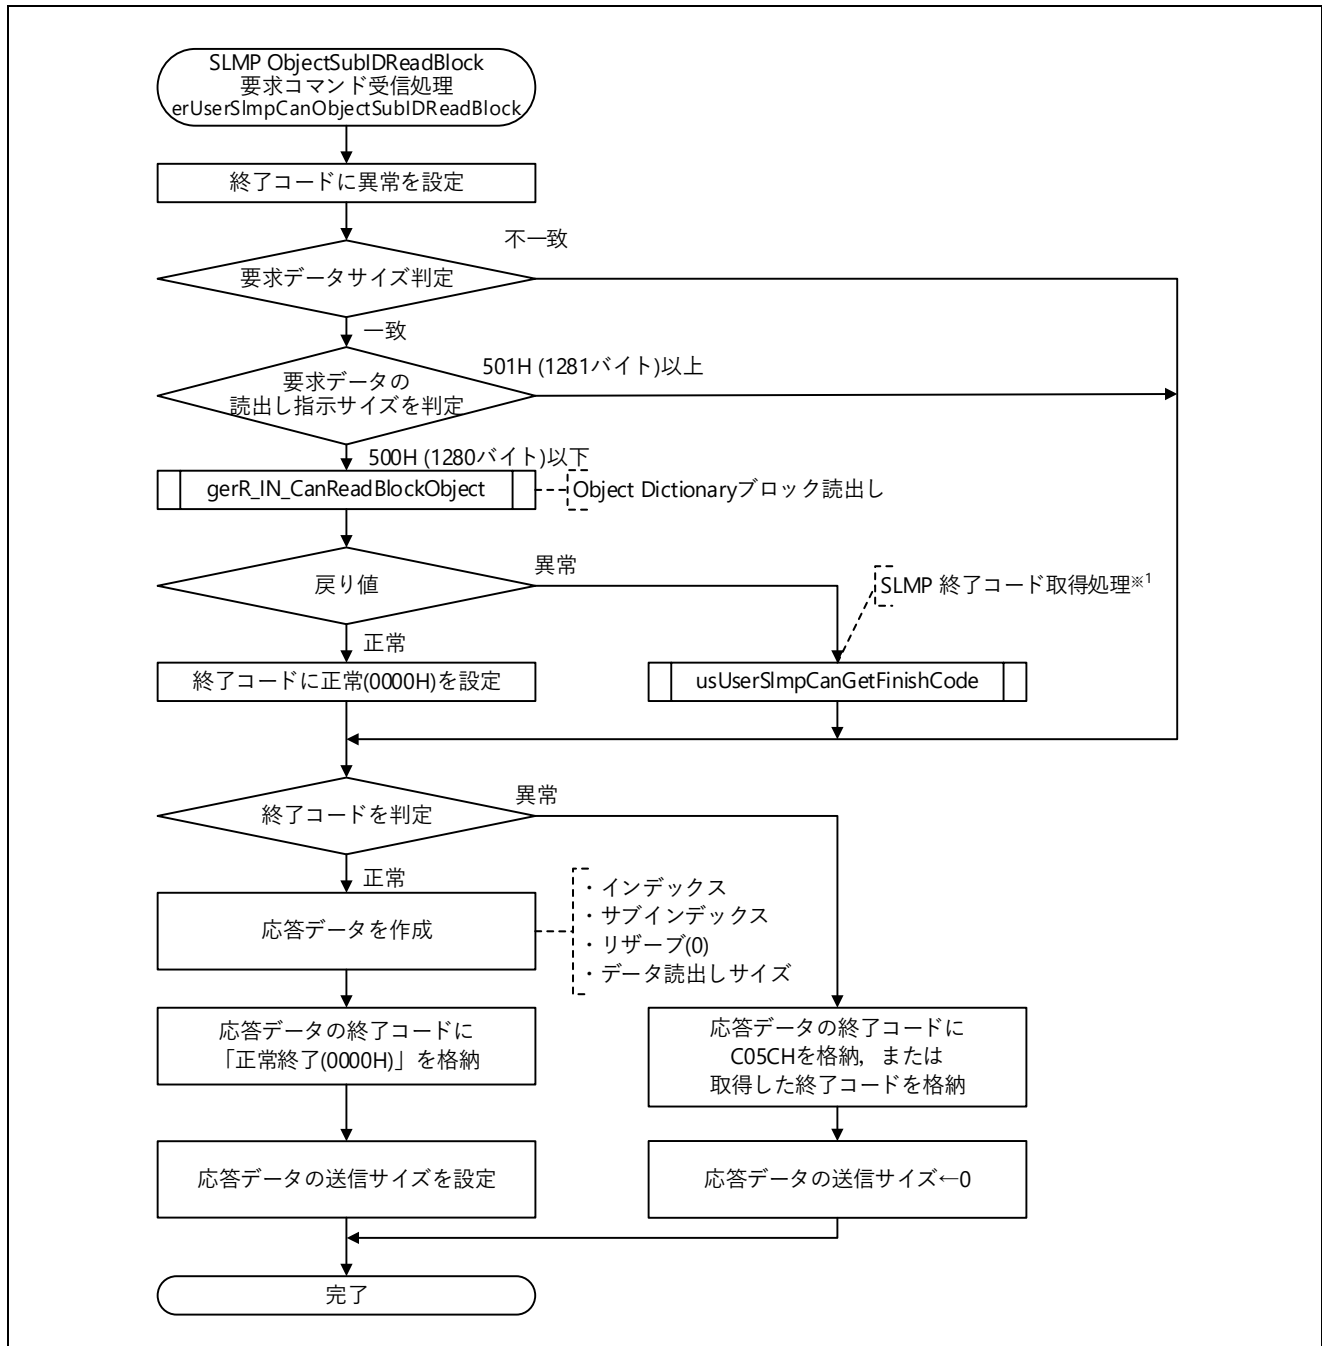 SLMP ObjectSubIDReadBlock
要求コマンド受信処理
erUserSlmpCanObjectSubIDReadBlock
終了コードに異常を設定
不一致
要求データサイズ判定
一致
501H (1281バイト)以上
要求データの
読出し指示サイズを判定
500H (1280バイト)以下
gerR_IN_CanReadBlockObject
Object Dictionaryブロック読出し
異常
戻り値
SLMP 終了コード取得処理※1
正常
終了コードに正常(0000H)を設定
usUserSlmpCanGetFinishCode
異常
終了コードを判定
正常
・インデックス
・サブインデックス
・リザーブ(0)
・データ読出しサイズ
応答データを作成
応答データの終了コードに
「正常終了(0000H)」を格納
応答データの終了コードに
C05CHを格納，または
取得した終了コードを格納
応答データの送信サイズを設定
応答データの送信サイズ←0
完了